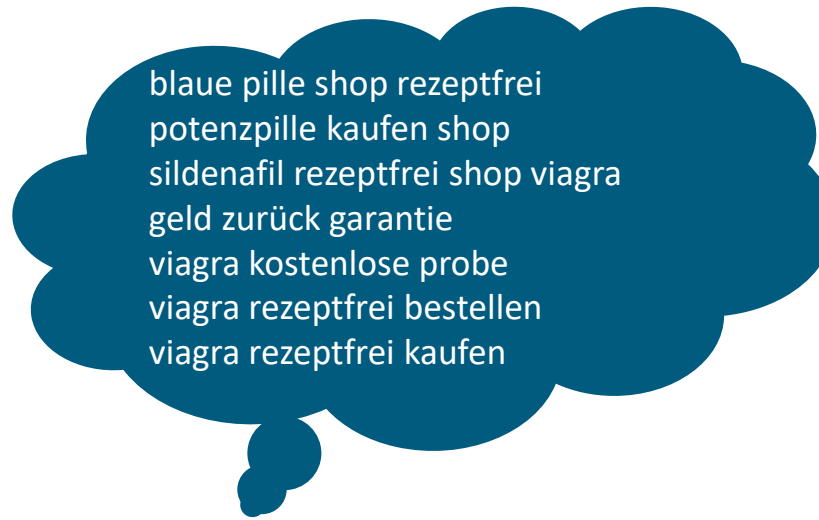 blaue pille shop rezeptfrei
potenzpille kaufen shop
sildenafil rezeptfrei shop viagra
geld zurück garantie
viagra kostenlose probe
viagra rezeptfrei bestellen
viagra rezeptfrei kaufen